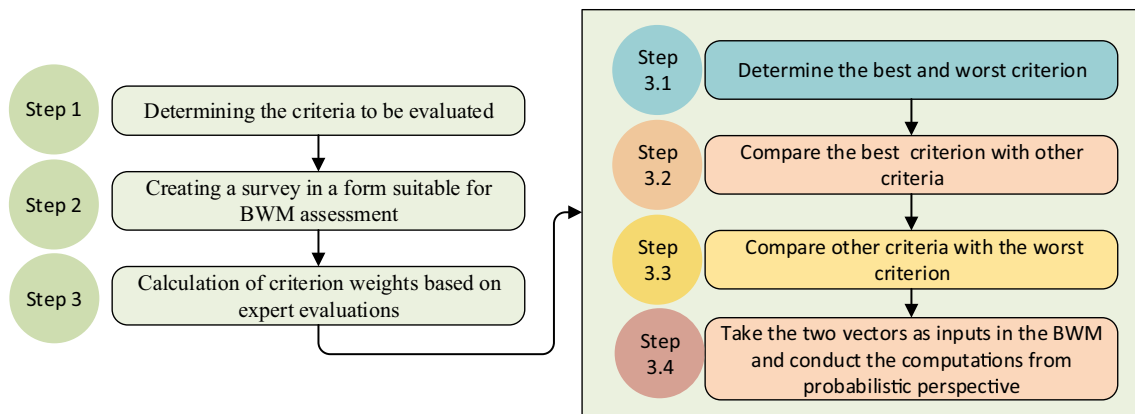 Step 1
Determining the criteria to be evaluated
Step 2
Creating a survey in a form suitable for
BWM assessment
Step 3
Calculation of criterion weights based on
expert evaluations
Step
3.1
Determine the best and worst criterion
Step
3.2
Compare the best criterion with other
criteria
Step
3.3
Compare other criteria with the worst
criterion
Step
3.4
Take the two vectors as inputs in the BWM
and conduct the computations from
probabilistic perspective